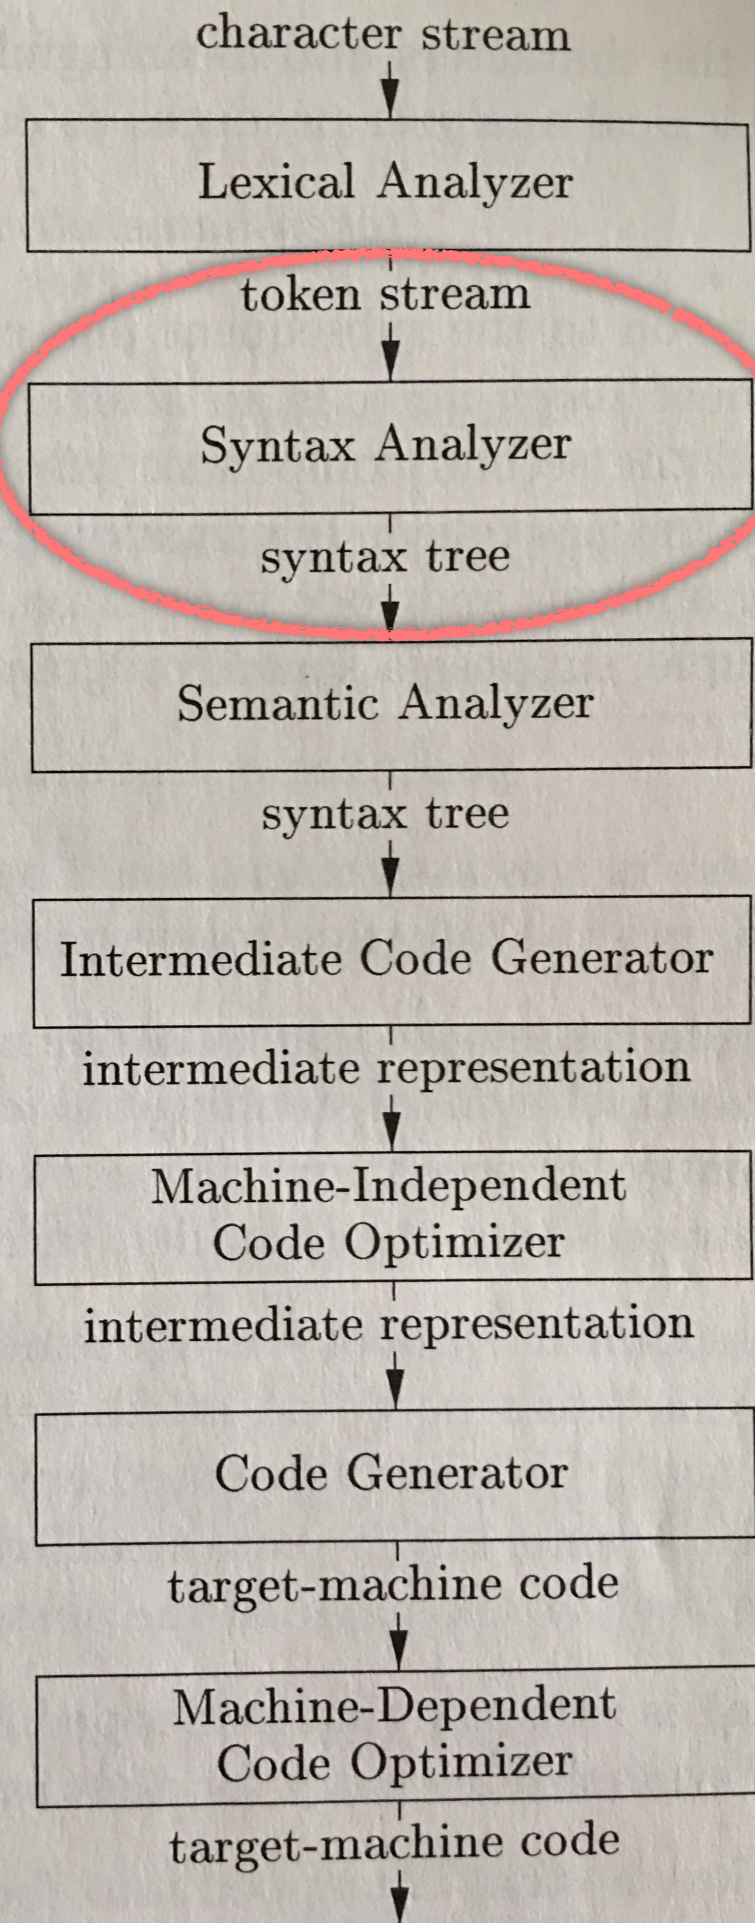 character stream
Lexical Analyzer
token stream
Syntax Analyzer
syntax tree
Semantic Analyzer
syntax tree
Intermediate Code Generator
intermediate representation
Machine-Independent
Code Optimizer
intermediate representation
Code Generator
target-machine code
Machine-Dependent
Code Optimizer
target-machine code